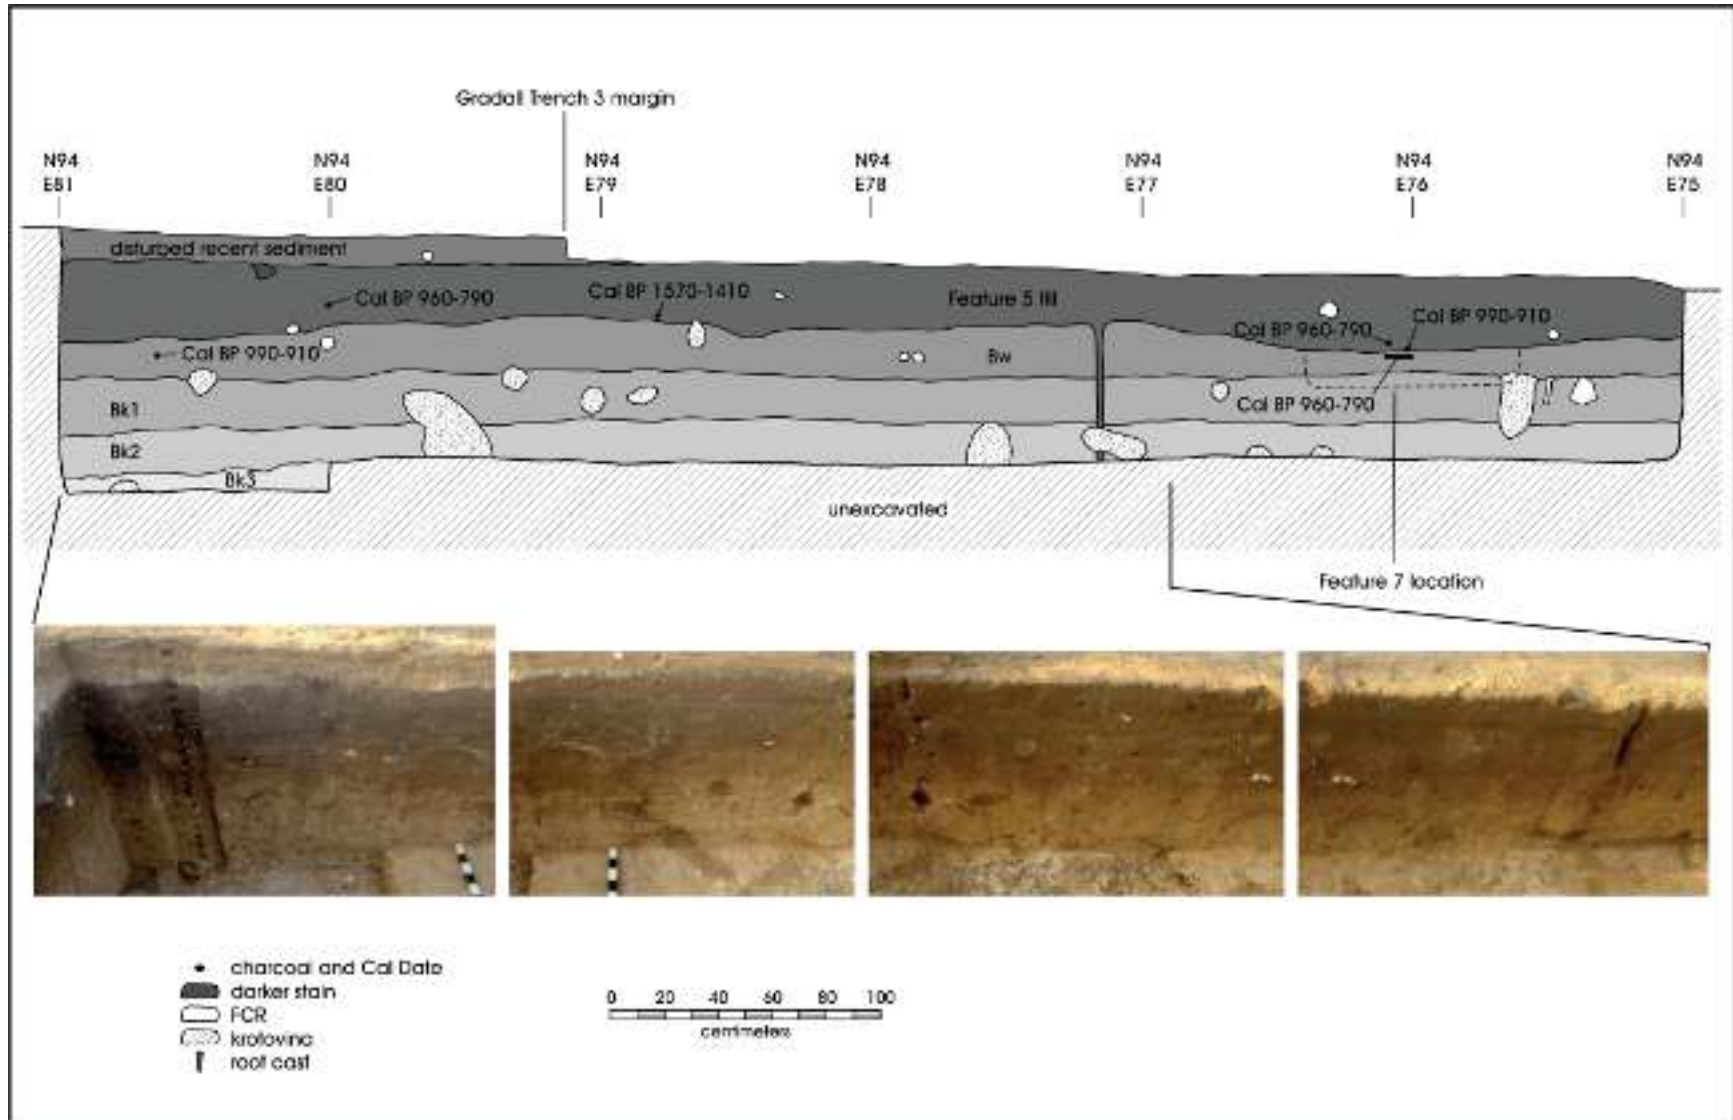 Gradall Trench 3 margin
N94 N94 N94 N94 N94 N94 N94
E81 E80 E79 E78 E77 E76 E75
disturbed recent sediment
Cal BP 960-790
Cal BP 1570-1410
Feature 5 fill
Cal BP 960-790
Cal BP 990-910
Cal BP 990-910
Bw
Bk1
Cal BP 960-790
Bk2
Bk3
unexcavated
Feature 7 location
charcoal and Cal Date
darker stain
FCR
krotovina
root cast
0 20 40 60 80 100
centimeters